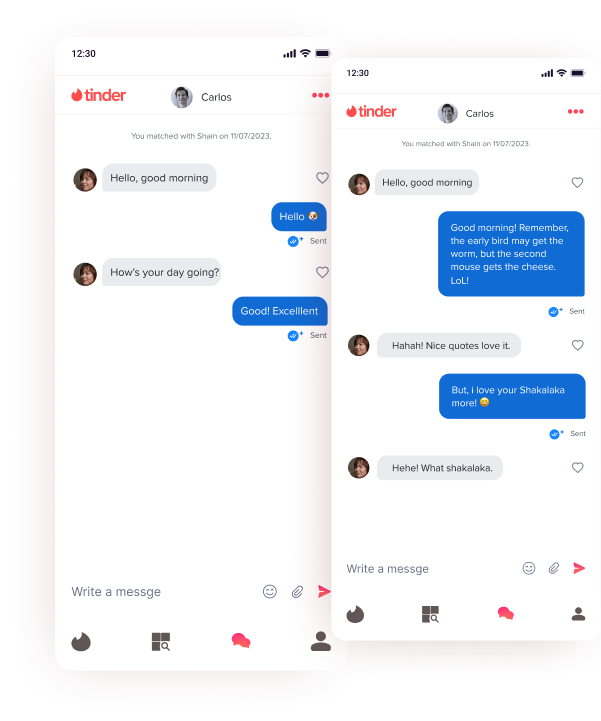 12:30
tinder
Carlos
You matched with Shain on 11/07/2023.
Hello, good morning
Hello
Sent
How's your day going?
Good! Excelllent
Sent
Write a messge
12:30
tinder
Carlos
You matched with Shain on 11/07/2023.
Hello, good morning
Good morning! Remember,
the early bird may get the
worm, but the second
mouse gets the cheese.
LoL!
Sent
Hahah! Nice quotes love it.
But, i love your Shakalaka
more! 😄
Sent
Hehe! What shakalaka.
Write a messge